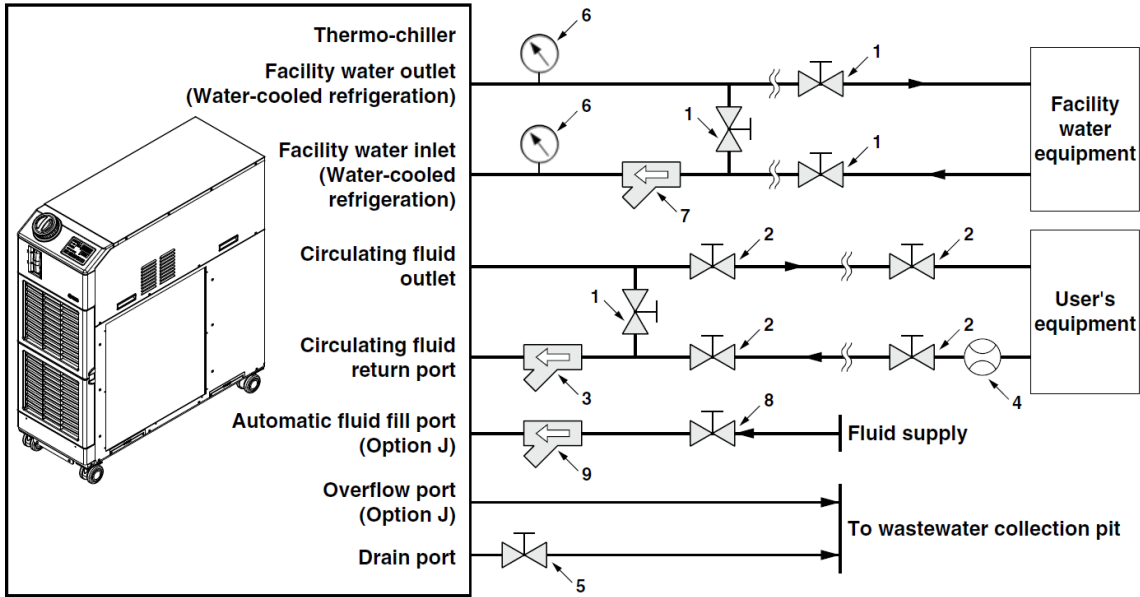 Thermo-chiller
6
Facility water outlet
(Water-cooled refrigeration)
1
1
6
Facility water inlet
(Water-cooled
refrigeration)
1
7
Facility
water
equipment
Circulating fluid
outlet
2
2
1
User's
equipment
Circulating fluid
return port
2
2
3
4
Automatic fluid fill port
(Option J)
8
9
Fluid supply
Overflow port
(Option J)
To wastewater collection pit
Drain port
5